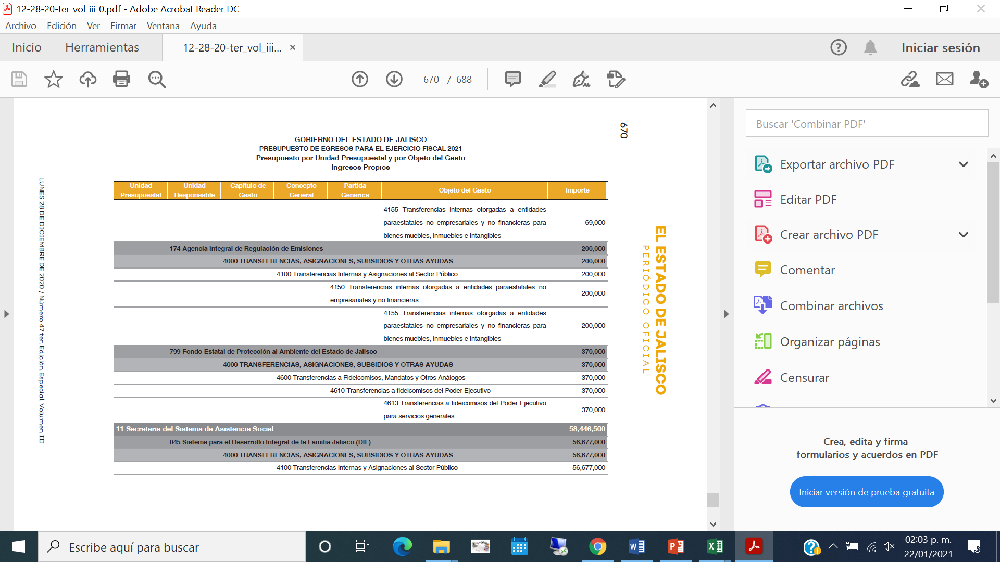 12-28-20-ter_vol_iii_0.pdf - Adobe Acrobat Reader DC
Archivo Edición Ver Firmar Ventana Ayuda
Inicio Herramientas 12-28-20-ter_vol_iii... × Iniciar sesión
670 / 688
670
GOBIERNO DEL ESTADO DE JALISCO
PRESUPUESTO DE EGRESOS PARA EL EJERCICIO FISCAL 2021
Presupuesto por Unidad Presupuestal y por Objeto del Gasto
Ingresos Propios
Unidad Presupuestal Unidad Responsable Capítulo de Gasto Concepto General Partida Genérica Objeto del Gasto Importe
4155 Transferencias internas otorgadas a entidades
paraestatales no empresariales y no financieras para 69,000
bienes muebles, inmuebles e intangibles
174 Agencia Integral de Regulación de Emisiones 200,000
4000 TRANSFERENCIAS, ASIGNACIONES, SUBSIDIOS Y OTRAS AYUDAS 200,000
4100 Transferencias Internas y Asignaciones al Sector Público 200,000
4150 Transferencias internas otorgadas a entidades paraestatales no
empresariales y no financieras 200,000
4155 Transferencias internas otorgadas a entidades
paraestatales no empresariales y no financieras para 200,000
bienes muebles, inmuebles e intangibles
799 Fondo Estatal de Protección al Ambiente del Estado de Jalisco 370,000
4000 TRANSFERENCIAS, ASIGNACIONES, SUBSIDIOS Y OTRAS AYUDAS 370,000
4600 Transferencias a Fideicomisos, Mandatos y Otros Análogos 370,000
4610 Transferencias a fideicomisos del Poder Ejecutivo 370,000
4613 Transferencias a fideicomisos del Poder Ejecutivo
para servicios generales 370,000
11 Secretaría del Sistema de Asistencia Social 58,446,500
045 Sistema para el Desarrollo Integral de la Familia Jalisco (DIF) 56,677,000
4000 TRANSFERENCIAS, ASIGNACIONES, SUBSIDIOS Y OTRAS AYUDAS 56,677,000
4100 Transferencias Internas y Asignaciones al Sector Público 56,677,000
LUNES 28 DE DICIEMBRE DE 2020 / Número 47 ter. Edición Especial. Volumen III
EL ESTADO DE JALISCO
PERIÓDICO OFICIAL
Buscar 'Combinar PDF'
Exportar archivo PDF
Editar PDF
Crear archivo PDF
Comentar
Combinar archivos
Organizar páginas
Censurar
Crea, edita y firma
formularios y acuerdos en PDF
Iniciar versión de prueba gratuita
Escribe aquí para buscar
02:03 p. m.
22/01/2021